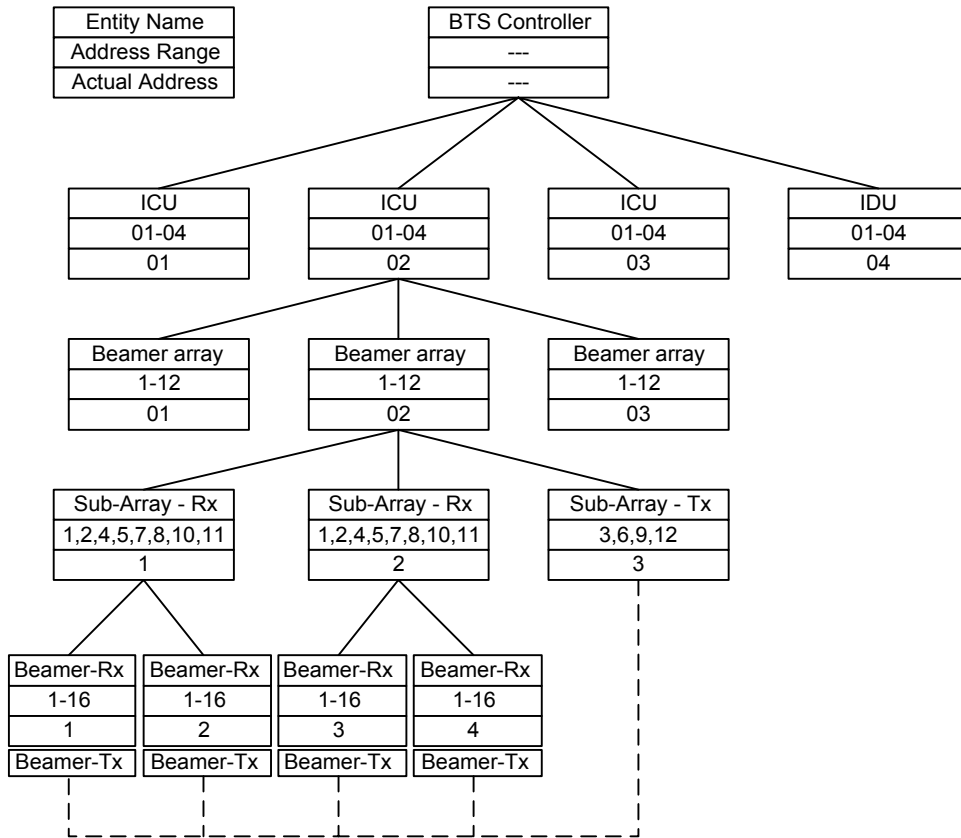 Entity Name
Address Range
Actual Address
BTS Controller
---
---
ICU
01-04
01
ICU
01-04
02
ICU
01-04
03
IDU
01-04
04
Beamer array
1-12
01
Beamer array
1-12
02
Beamer array
1-12
03
Sub-Array - Rx
1,2,4,5,7,8,10,11
1
Sub-Array - Rx
1,2,4,5,7,8,10,11
2
Sub-Array - Tx
3,6,9,12
3
Beamer-Rx
1-16
1
Beamer-Tx
Beamer-Rx
1-16
2
Beamer-Tx
Beamer-Rx
1-16
3
Beamer-Tx
Beamer-Rx
1-16
4
Beamer-Tx